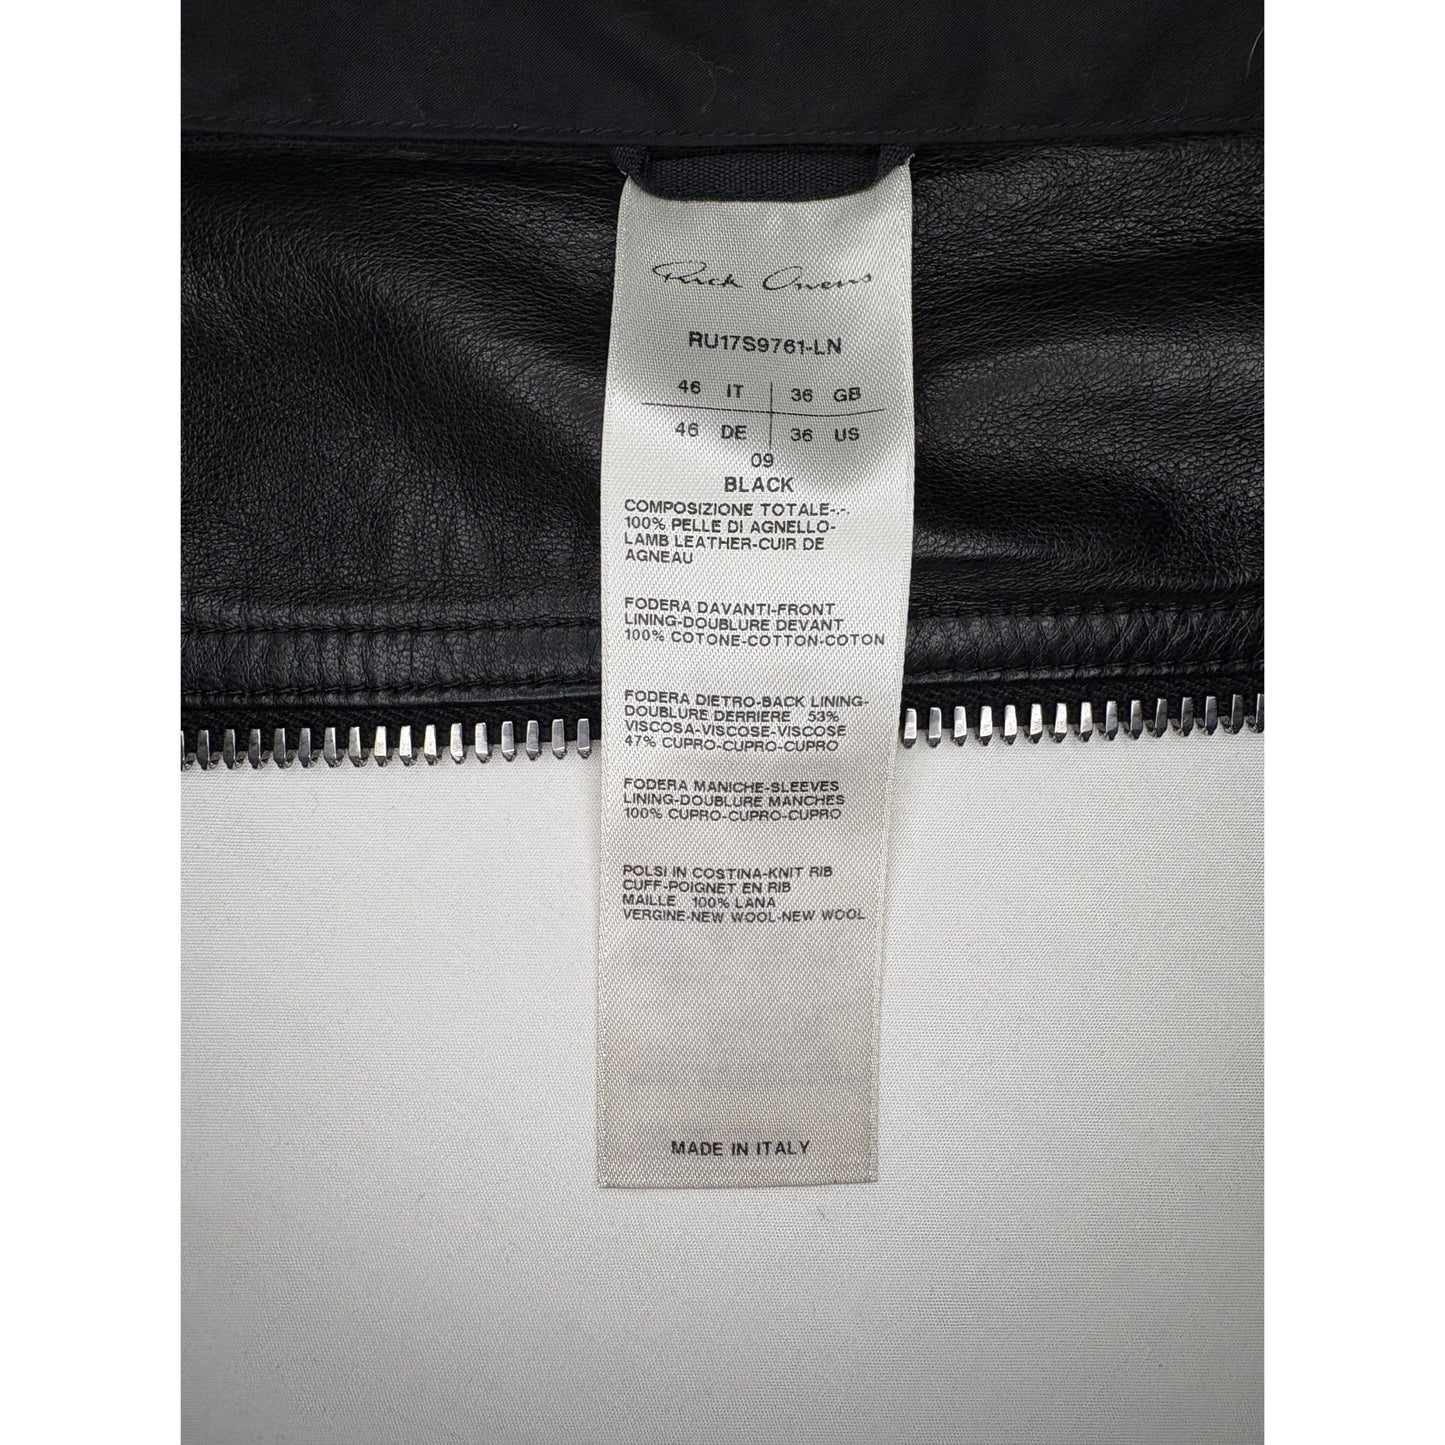 Rick Owens
RU17S9761-LN
46 IT 36 GB
46 DE 36 US
09
BLACK
COMPOSIZIONE TOTALE-.-.
100% PELLE DI AGNELLO-
LAMB LEATHER-CUIR DE
AGNEAU
FODERA DAVANTI-FRONT
LINING-DOUBLURE DEVANT
100% COTONE-COTTON-COTON
FODERA DIETRO-BACK LINING-
DOUBLURE DERRIERE 53%
VISCOSA-VISCOSE-VISCOSE
47% CUPRO-CUPRO-CUPRO
FODERA MANICHE-SLEEVES
LINING-DOUBLURE MANCHES
100% CUPRO-CUPRO-CUPRO
POLSI IN COSTINA-KNIT RIB
CUFF-POIGNET EN RIB
MAILLE 100% LANA
VERGINE-NEW WOOL-NEW WOOL
MADE IN ITALY